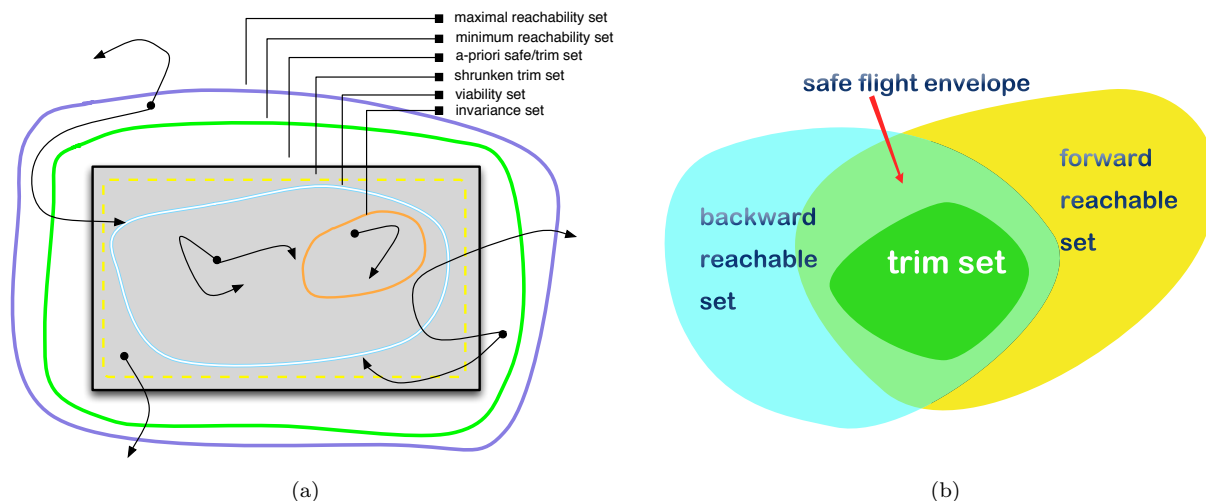 maximal reachability set
minimum reachability set
a-priori safe/trim set
shrunken trim set
viability set
invariance set
(a)
safe flight envelope
backward
reachable
set
trim set
forward
reachable
set
(b)